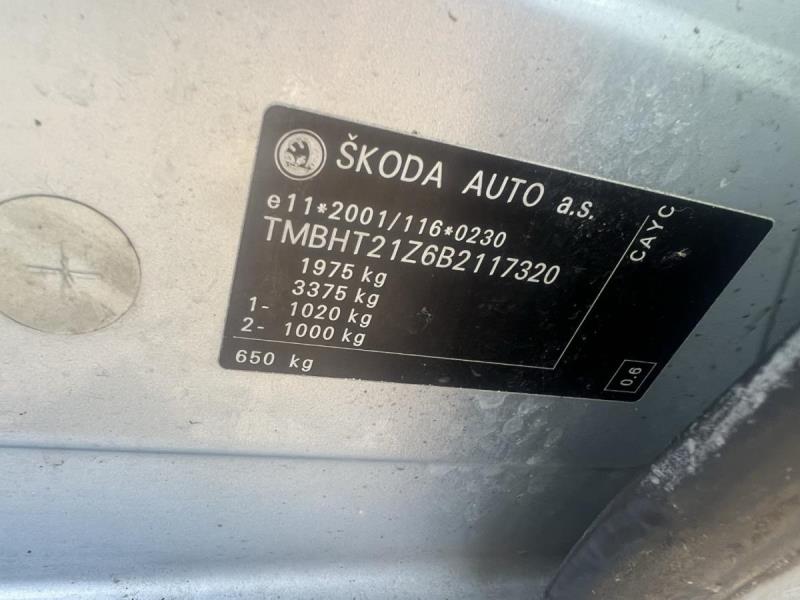 ŠKODA AUTO a.s.
e11*2001/116*0230
TMBHT21Z6B2117320
1975 kg
3375 kg
1- 1020 kg
2- 1000 kg
650 kg
CAYC
0.6